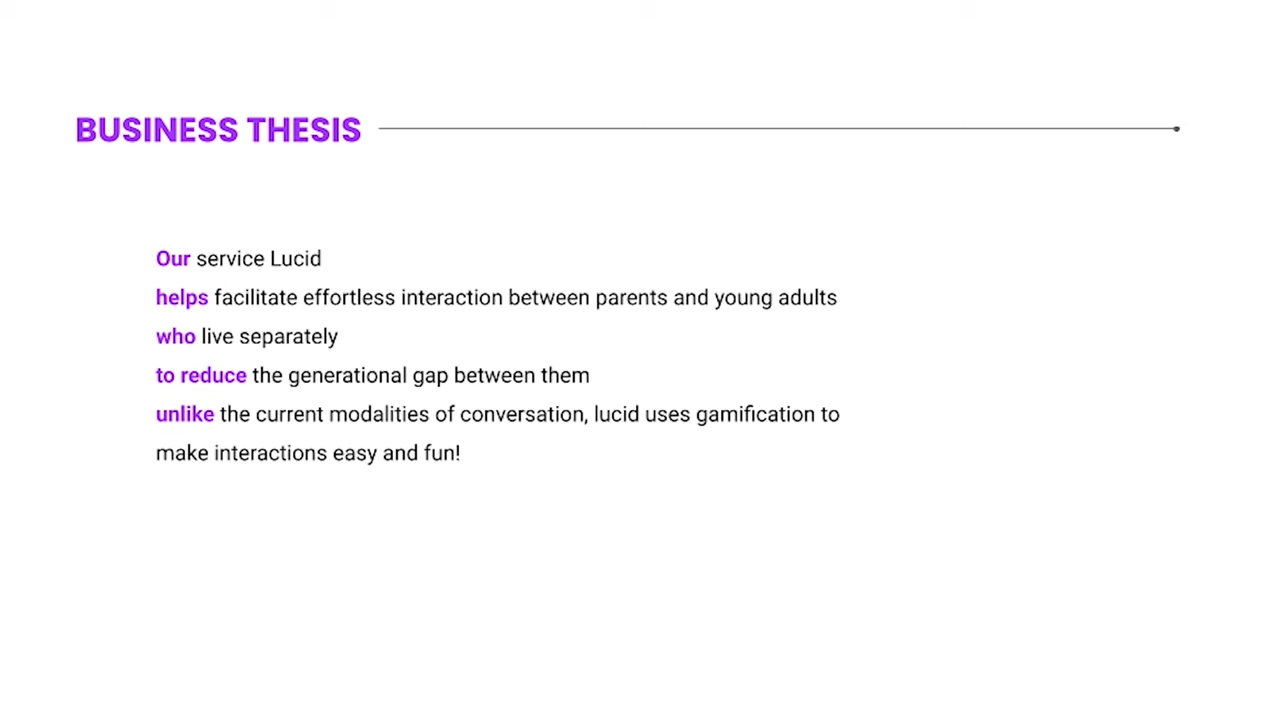 BUSINESS THESIS
Our service Lucid
helps facilitate effortless interaction between parents and young adults
who live separately
to reduce the generational gap between them
unlike the current modalities of conversation, lucid uses gamification to
make interactions easy and fun!